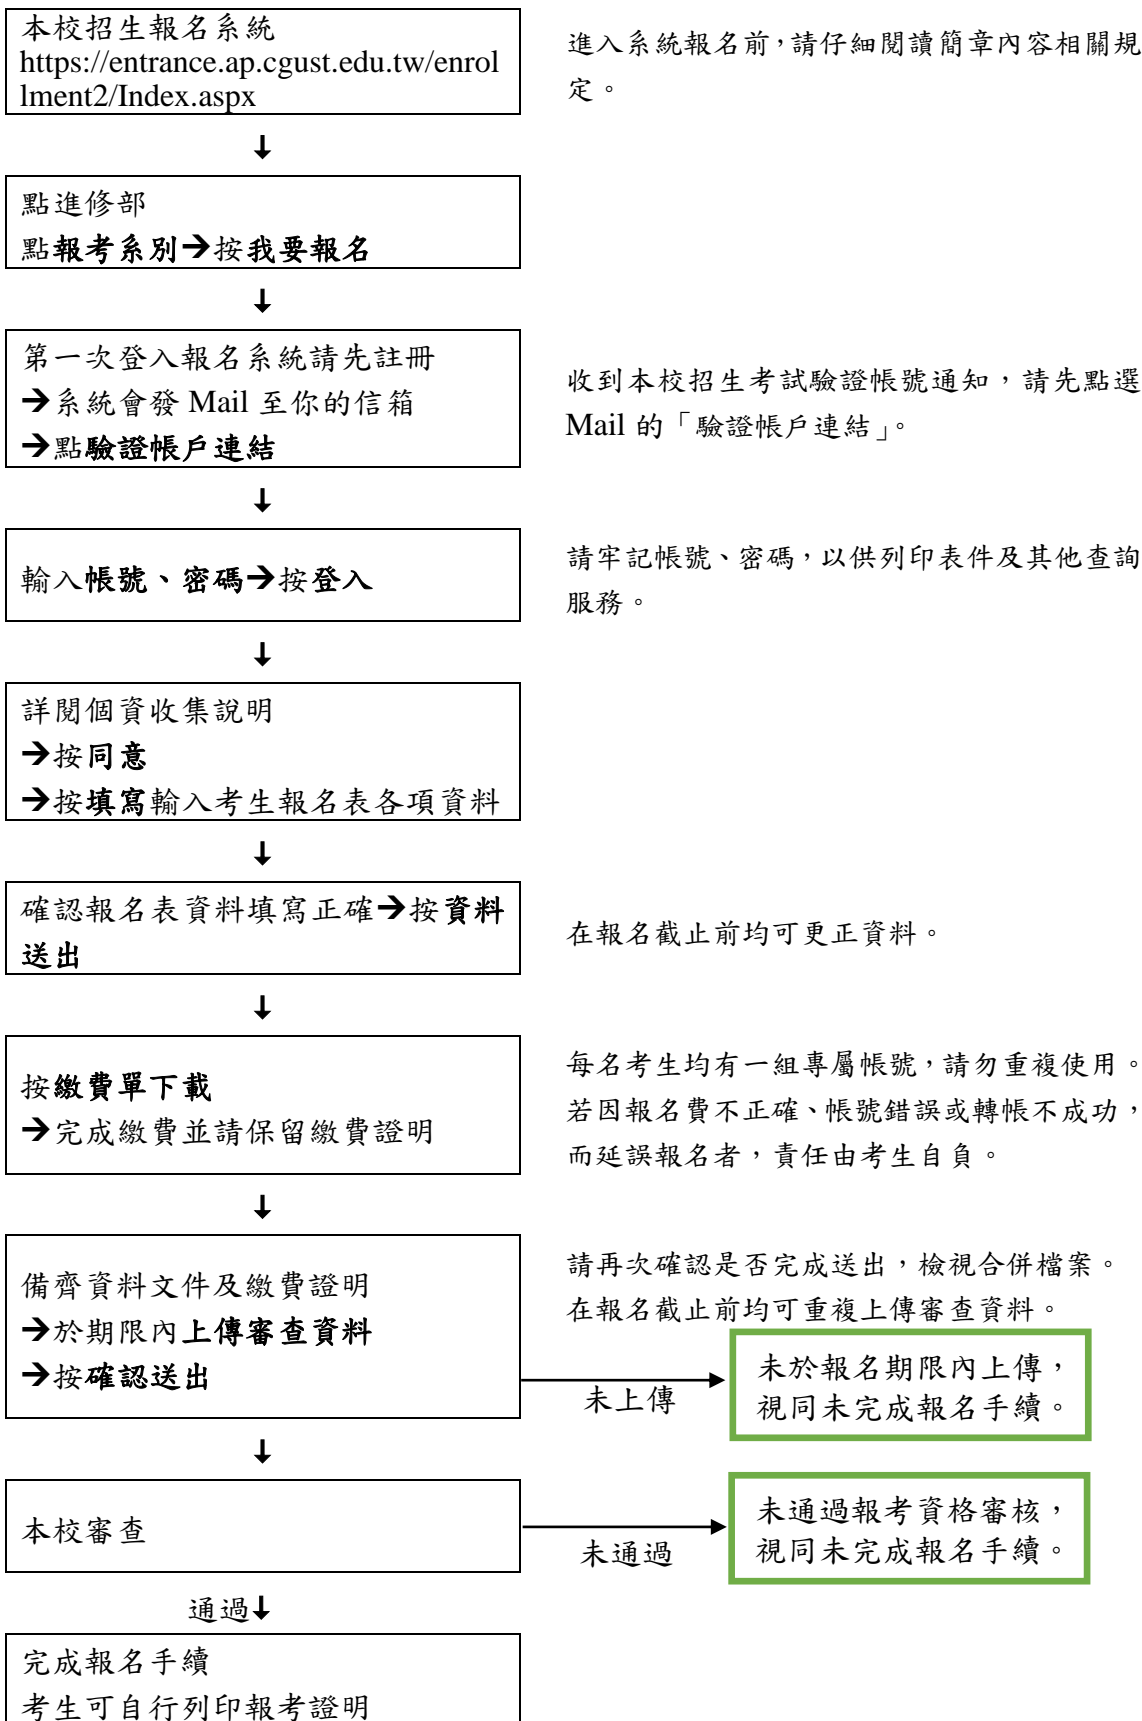 本校招生報名系統
https://entrance.ap.cgust.edu.tw/enrol
lment2/Index.aspx
進入系統報名前，請仔細閱讀簡章內容相關規
定。
↓
點進修部
點報考系別→按我要報名
↓
第一次登入報名系統請先註冊
→系統會發 Mail 至你的信箱
→點驗證帳戶連結
收到本校招生考試驗證帳號通知，請先點選
Mail 的「驗證帳戶連結」。
↓
輸入帳號、密碼→按登入
請牢記帳號、密碼，以供列印表件及其他查詢
服務。
↓
詳閱個資收集說明
→按同意
→按填寫輸入考生報名表各項資料
↓
確認報名表資料填寫正確→按資料
送出
在報名截止前均可更正資料。
↓
按繳費單下載
→完成繳費並請保留繳費證明
每名考生均有一組專屬帳號，請勿重複使用。
若因報名費不正確、帳號錯誤或轉帳不成功，
而延誤報名者，責任由考生自負。
↓
備齊資料文件及繳費證明
→於期限內上傳審查資料
→按確認送出
請再次確認是否完成送出，檢視合併檔案。
在報名截止前均可重複上傳審查資料。
未上傳
未於報名期限內上傳，
視同未完成報名手續。
↓
本校審查
未通過
未通過報考資格審核，
視同未完成報名手續。
通過↓
完成報名手續
考生可自行列印報考證明